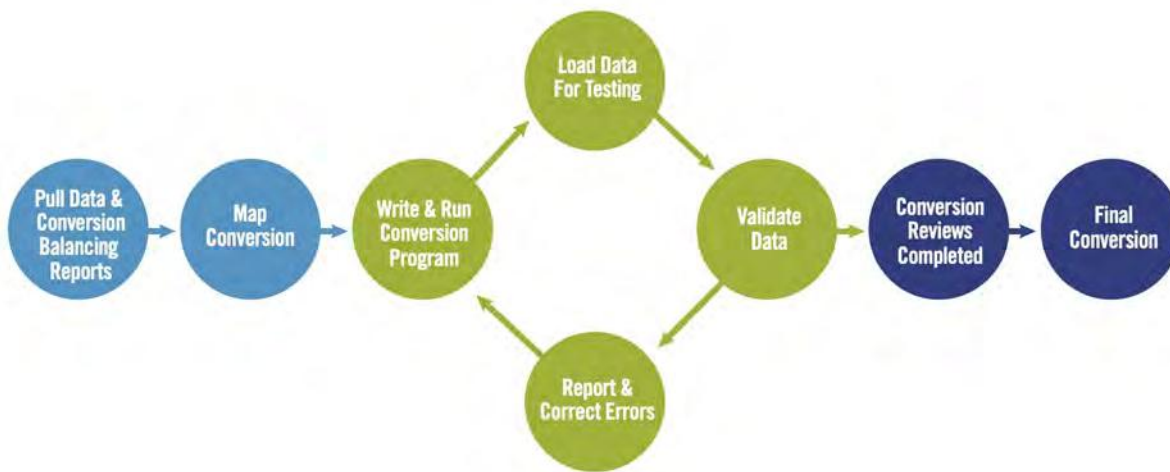 Pull Data &
Conversion
Balancing
Reports
Map
Conversion
Write & Run
Conversion
Program
Load Data
For Testing
Validate
Data
Report &
Correct Errors
Conversion
Reviews
Completed
Final
Conversion